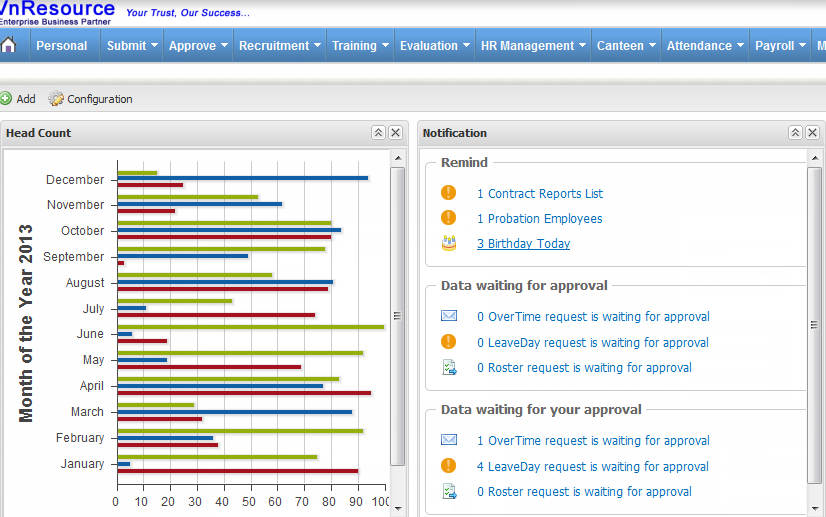 VnResource Your Trust, Our Success...
Enterprise Business Partner
Personal Submit Approve Recruitment Training Evaluation HR Management Canteen Attendance Payroll M
Add Configuration
Head Count
Month of the Year 2013
December
November
October
September
August
July
June
May
April
March
February
January
0 10 20 30 40 50 60 70 80 90 100
Notification
Remind
1 Contract Reports List
1 Probation Employees
3 Birthday Today
Data waiting for approval
0 OverTime request is waiting for approval
0 LeaveDay request is waiting for approval
0 Roster request is waiting for approval
Data waiting for your approval
1 OverTime request is waiting for approval
4 LeaveDay request is waiting for approval
0 Roster request is waiting for approval